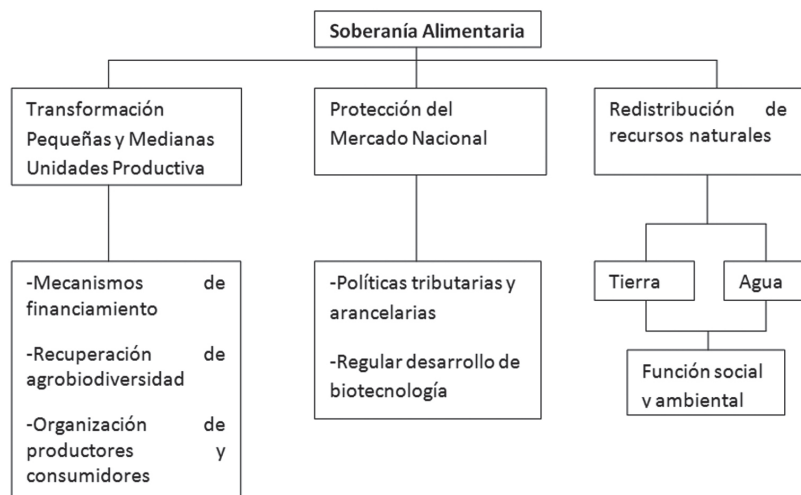 Soberanía Alimentaria
Transformación
Pequeñas y Medianas
Unidades Productiva
Protección del
Mercado Nacional
Redistribución de
recursos naturales
-Mecanismos de
financiamiento
-Recuperación de
agrobiodiversidad
-Organización de
productores y
consumidores
-Políticas tributarias y
arancelarias
-Regular desarrollo de
biotecnología
Tierra
Agua
Función social
y ambiental